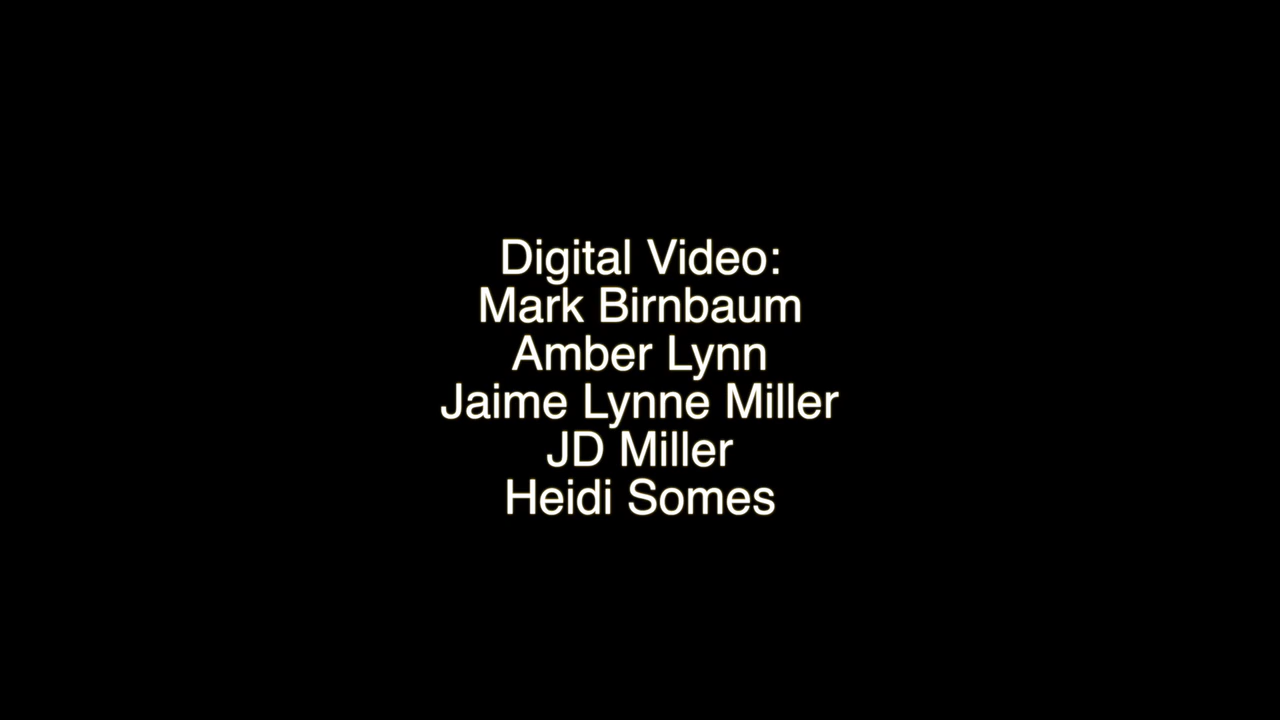 Digital Video:
Mark Birnbaum
Amber Lynn
Jaime Lynne Miller
JD Miller
Heidi Somes